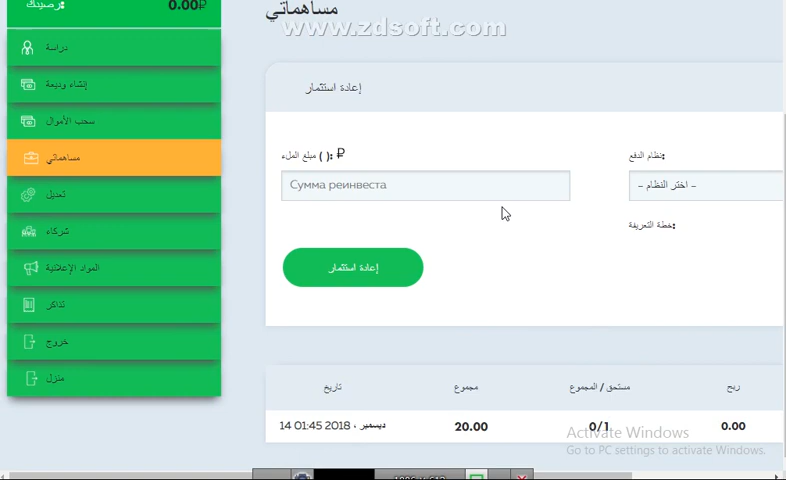 رصيدك:
0.00₽
مساهماتي
www.zdsoft.com
دراسة
إنشاء وديعة
سحب الأموال
مساهماتي
تعديل
شركاء
المواد الإعلانية
تذاكر
خروج
منزل
إعادة استثمار
مبلغ الملء ( ): ₽
نظام الدفع:
Сумма реинвеста
- اختر النظام -
خطة التعريفة:
إعادة استثمار
تاريخ
مجموع
مستحق / المجموع
ربح
14 ديسمبر ، 2018 01:45
20.00
0/1
0.00
Activate Windows
Go to PC settings to activate Windows.